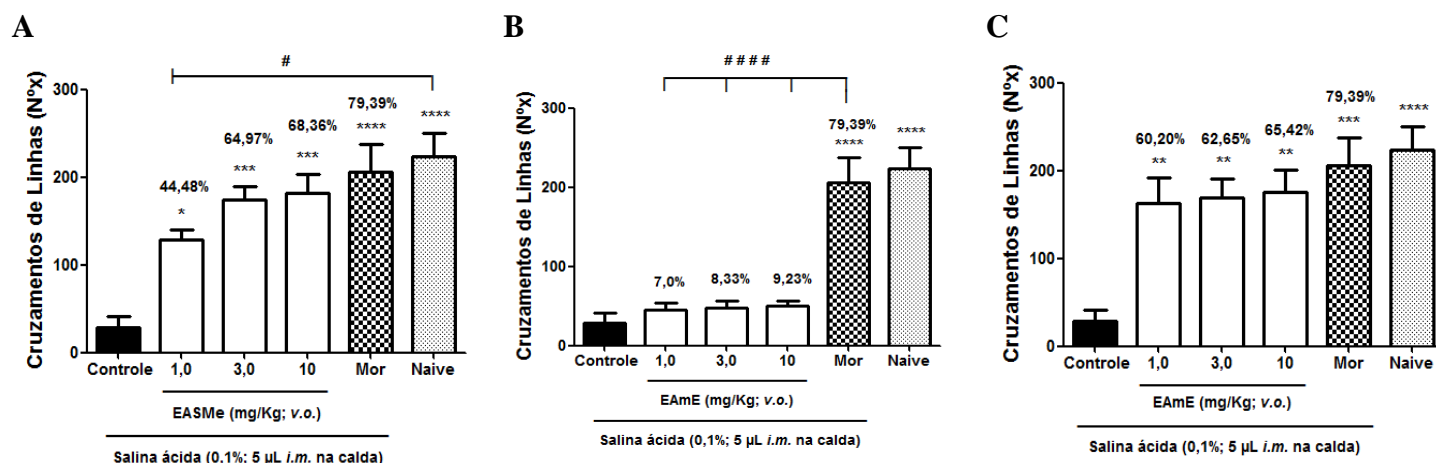 A
#
Cruzamentos de Linhas (Nºx)
300
200
100
0
44,48%
*
64,97%
***
68,36%
***
79,39%
****
****
Controle 1,0 3,0 10 Mor Naive
EASMe (mg/Kg; v.o.)
Salina ácida (0,1%; 5 µL i.m. na calda)
B
# # # #
Cruzamentos de Linhas (Nºx)
300
200
100
0
7,0%
8,33%
9,23%
79,39%
****
****
Controle 1,0 3,0 10 Mor Naive
EAmE (mg/Kg; v.o.)
Salina ácida (0,1%; 5 µL i.m. na calda)
C
Cruzamentos de Linhas (Nºx)
300
200
100
0
60,20%
**
62,65%
**
65,42%
**
79,39%
***
****
Controle 1,0 3,0 10 Mor Naive
EAmE (mg/Kg; v.o.)
Salina ácida (0,1%; 5 µL i.m. na calda)